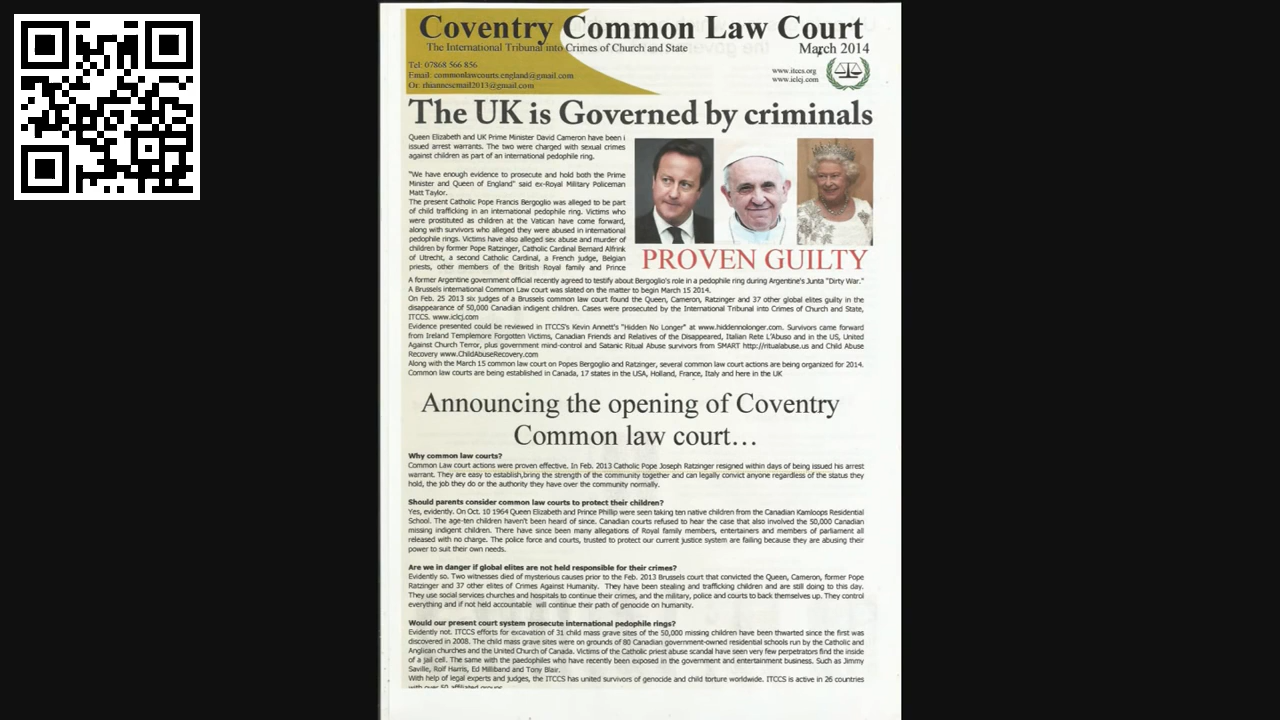 Coventry Common Law Court
The International Tribunal into Crimes of Church and State
March 2014
Tel: 07868 566 856
Email: commonlawcourts.england@gmail.com
Or: rhiannesemail2013@gmail.com
www.itccs.org
www.iclcj.com
The UK is Governed by criminals
Queen Elizabeth and UK Prime Minister David Cameron have been i
issued arrest warrants. The two were charged with sexual crimes
against children as part of an international pedophile ring.
"We have enough evidence to prosecute and hold both the Prime
Minister and Queen of England" said ex-Royal Military Policeman
Matt Taylor.
The present Catholic Pope Francis Bergoglio was alleged to be part
of child trafficking in an international pedophile ring. Victims who
were prostituted as children at the Vatican have come forward,
along with survivors who alleged they were abused in international
pedophile rings. Victims have also alleged sex abuse and murder of
children by former Pope Ratzinger, Catholic Cardinal Bernard Alfrink
of Utrecht, a second Catholic Cardinal, a French judge, Belgian
priests, other members of the British Royal family and Prince
PROVEN GUILTY
A former Argentine government official recently agreed to testify about Bergoglio's role in a pedophile ring during Argentine's Junta "Dirty War."
A Brussels international Common Law court was slated on the matter to begin March 15 2014.
On Feb. 25 2013 six judges of a Brussels common law court found the Queen, Cameron, Ratzinger and 37 other global elites guilty in the
disappearance of 50,000 Canadian indigent children. Cases were prosecuted by the International Tribunal into Crimes of Church and State,
ITCCS. www.iclcj.com
Evidence presented could be reviewed in ITCCS's Kevin Annett's "Hidden No Longer" at www.hiddennolonger.com. Survivors came forward
from Ireland Templemore Forgotten Victims, Canadian Friends and Relatives of the Disappeared, Italian Rete L'Abuso and in the US, United
Against Church Terror, plus government mind-control and Satanic Ritual Abuse survivors from SMART http://ritualabuse.us and Child Abuse
Recovery www.ChildAbuseRecovery.com
Along with the March 15 common law court on Popes Bergoglio and Ratzinger, several common law court actions are being organized for 2014.
Common law courts are being established in Canada, 17 states in the USA, Holland, France, Italy and here in the UK
Announcing the opening of Coventry
Common law court…
Why common law courts?
Common Law court actions were proven effective. In Feb. 2013 Catholic Pope Joseph Ratzinger resigned within days of being issued his arrest
warrant. They are easy to establish,bring the strength of the community together and can legally convict anyone regardless of the status they
hold, the job they do or the authority they have over the community normally.
Should parents consider common law courts to protect their children?
Yes, evidently. On Oct. 10 1964 Queen Elizabeth and Prince Phillip were seen taking ten native children from the Canadian Kamloops Residential
School. The age-ten children haven't been heard of since. Canadian courts refused to hear the case that also involved the 50,000 Canadian
missing indigent children. There have since been many allegations of Royal family members, entertainers and members of parliament all
released with no charge. The police force and courts, trusted to protect our current justice system are failing because they are abusing their
power to suit their own needs.
Are we in danger if global elites are not held responsible for their crimes?
Evidently so. Two witnesses died of mysterious causes prior to the Feb. 2013 Brussels court that convicted the Queen, Cameron, former Pope
Ratzinger and 37 other elites of Crimes Against Humanity. They have been stealing and trafficking children and are still doing to this day.
They use social services churches and hospitals to continue their crimes, and the military, police and courts to back themselves up. They control
everything and if not held accountable will continue their path of genocide on humanity.
Would our present court system prosecute international pedophile rings?
Evidently not. ITCCS efforts for excavation of 31 child mass grave sites of the 50,000 missing children have been thwarted since the first was
discovered in 2008. The child mass grave sites were on grounds of 80 Canadian government-owned residential schools run by the Catholic and
Anglican churches and the United Church of Canada. Victims of the Catholic priest abuse scandal have seen very few perpetrators find the inside
of a jail cell. The same with the paedophiles who have recently been exposed in the government and entertainment business. Such as Jimmy
Saville, Rolf Harris, Ed Milliband and Tony Blair.
With help of legal experts and judges, the ITCCS has united survivors of genocide and child torture worldwide. ITCCS is active in 26 countries
with over 50 affiliated groups